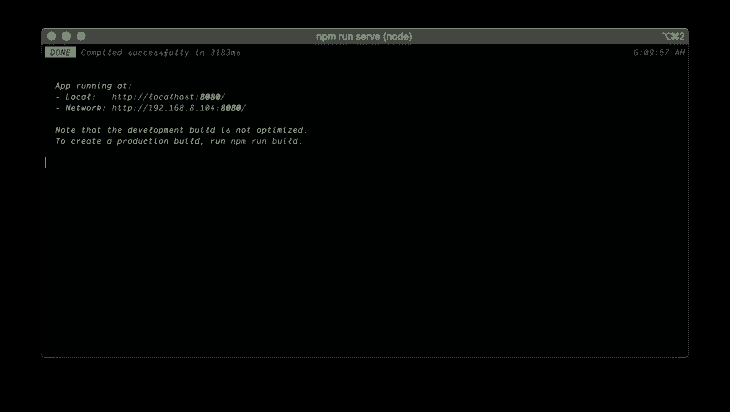 npm run serve (node)
⌥⌘2
DONE Compiled successfully in 3183ms
6:09:57 AM
App running at:
- Local: http://localhost:8080/
- Network: http://192.168.8.104:8080/
Note that the development build is not optimized.
To create a production build, run npm run build.